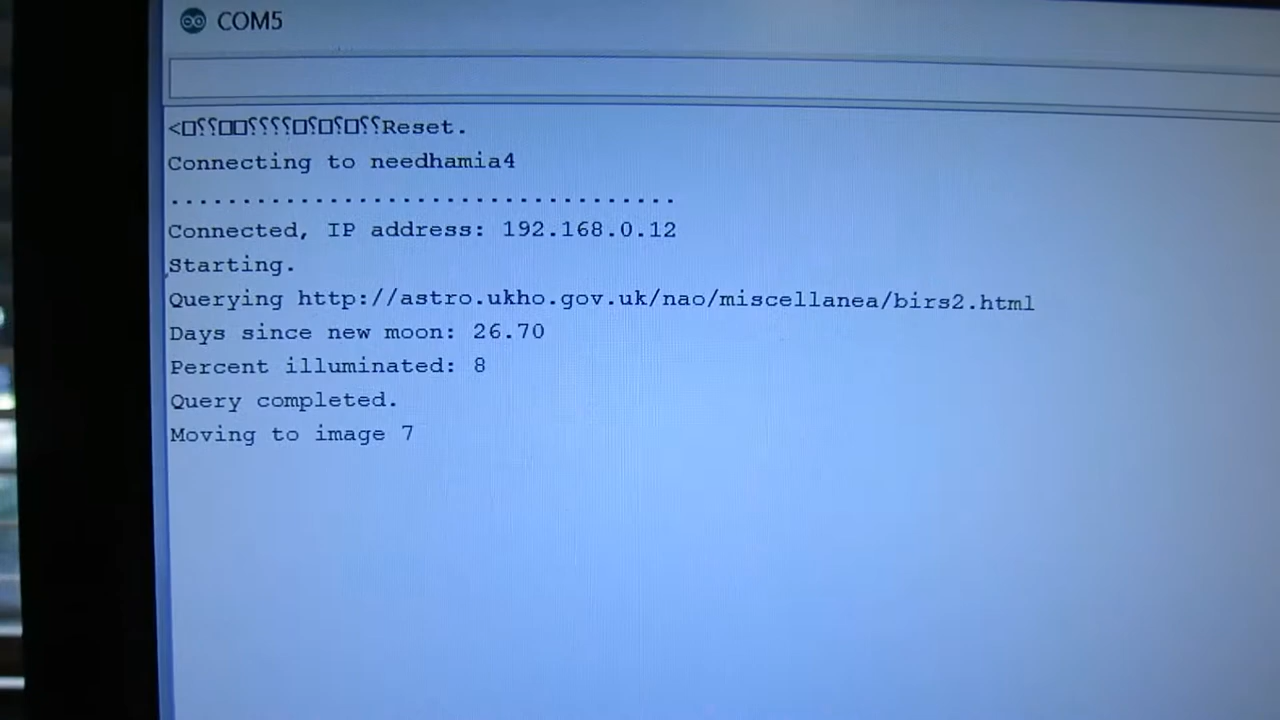 COM5
<□⸮⸮□□⸮⸮⸮⸮□⸮□⸮□⸮⸮Reset.
Connecting to needhamia4
...................................
Connected, IP address: 192.168.0.12
Starting.
Querying http://astro.ukho.gov.uk/nao/miscellanea/birs2.html
Days since new moon: 26.70
Percent illuminated: 8
Query completed.
Moving to image 7